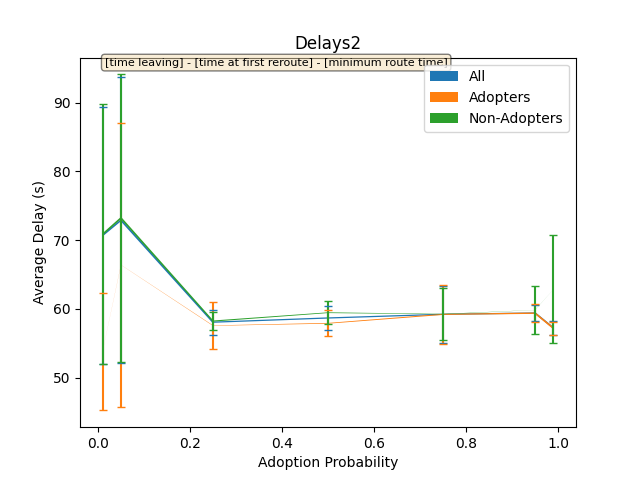 Delays2
[time leaving] - [time at first reroute] - [minimum route time]
All
Adopters
Non-Adopters
Average Delay (s)
90
80
70
60
50
0.0 0.2 0.4 0.6 0.8 1.0
Adoption Probability